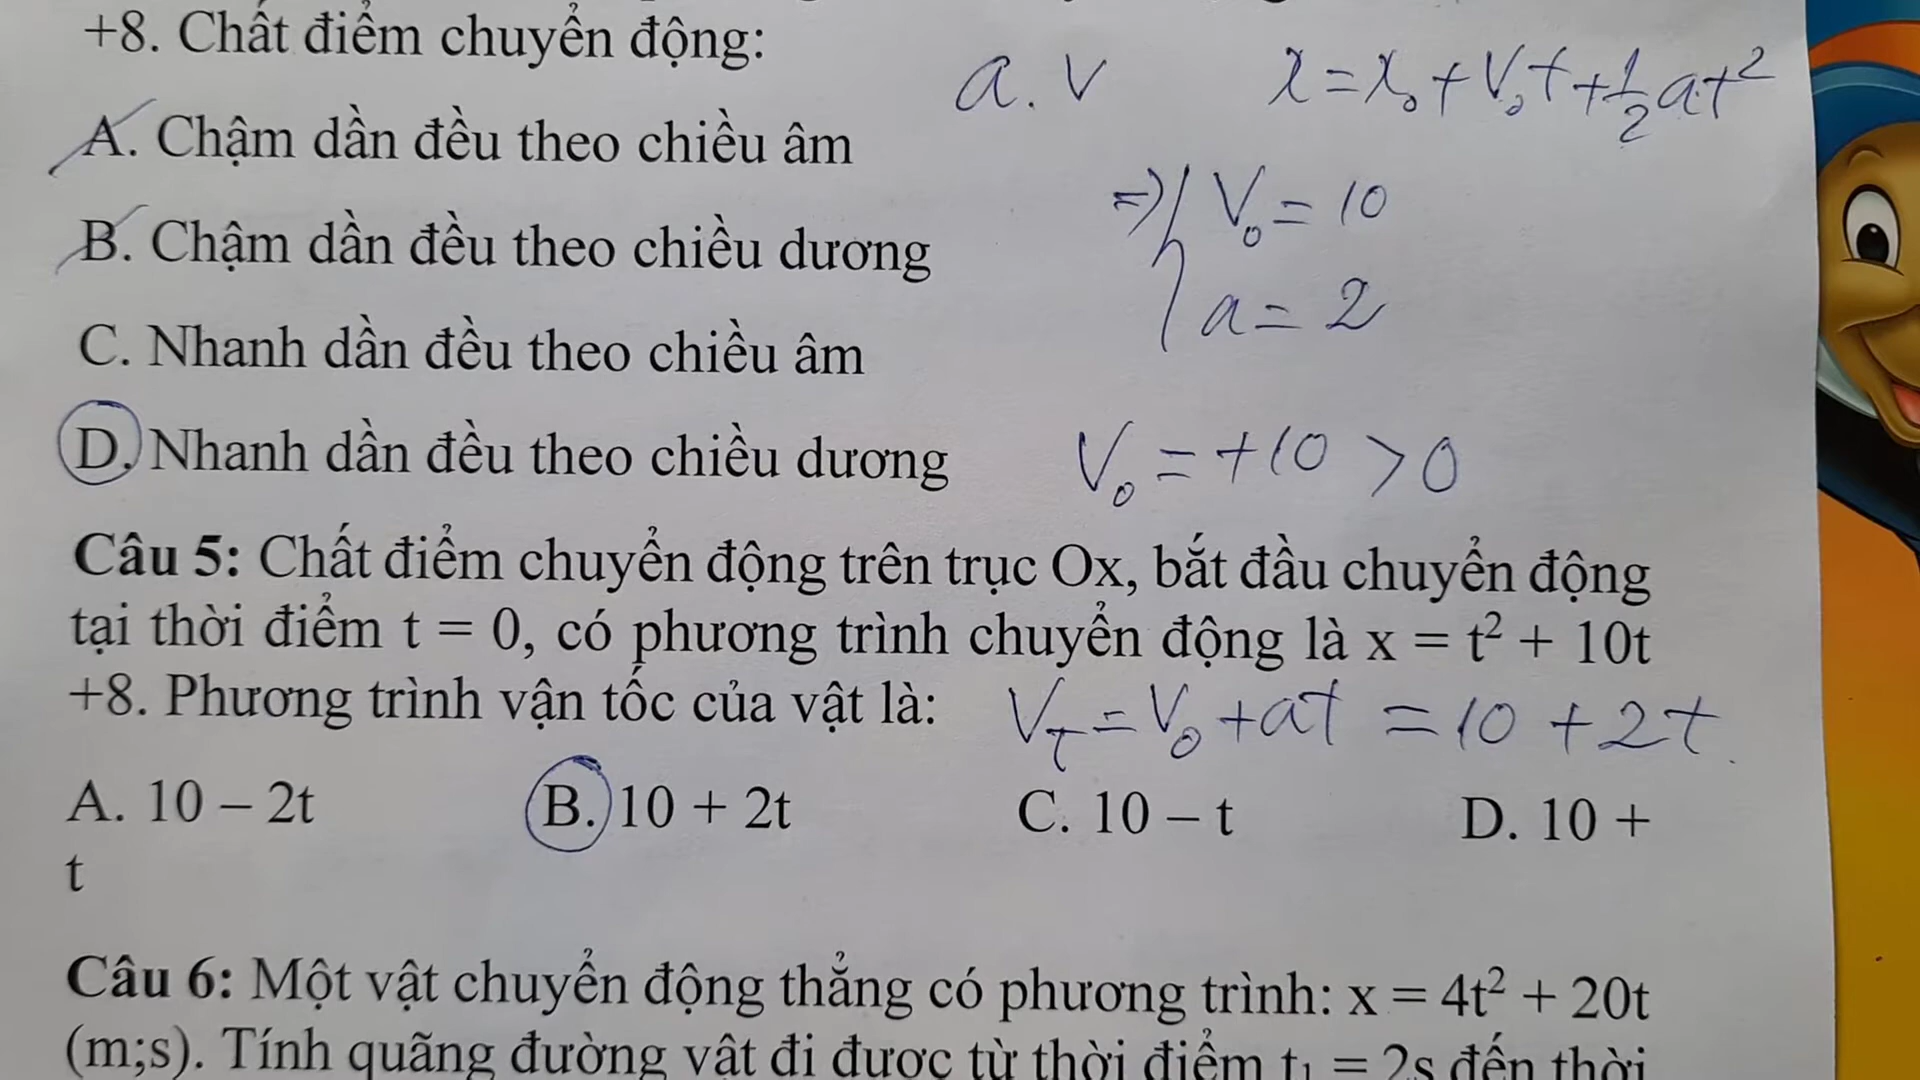 +8. Chất điểm chuyển động:
a.v x = x₀ + v₀t + ½at²
A. Chậm dần đều theo chiều âm
⇒ { V₀ = 10
B. Chậm dần đều theo chiều dương
a = 2
C. Nhanh dần đều theo chiều âm
D. Nhanh dần đều theo chiều dương V₀ = +10 > 0
Câu 5: Chất điểm chuyển động trên trục Ox, bắt đầu chuyển động
tại thời điểm t = 0, có phương trình chuyển động là x = t² + 10t
+8. Phương trình vận tốc của vật là: Vt = V₀ + at = 10 + 2t
A. 10 – 2t B. 10 + 2t C. 10 – t D. 10 +
t
Câu 6: Một vật chuyển động thẳng có phương trình: x = 4t² + 20t
(m;s). Tính quãng đường vật đi được từ thời điểm t₁ = 2s đến thời